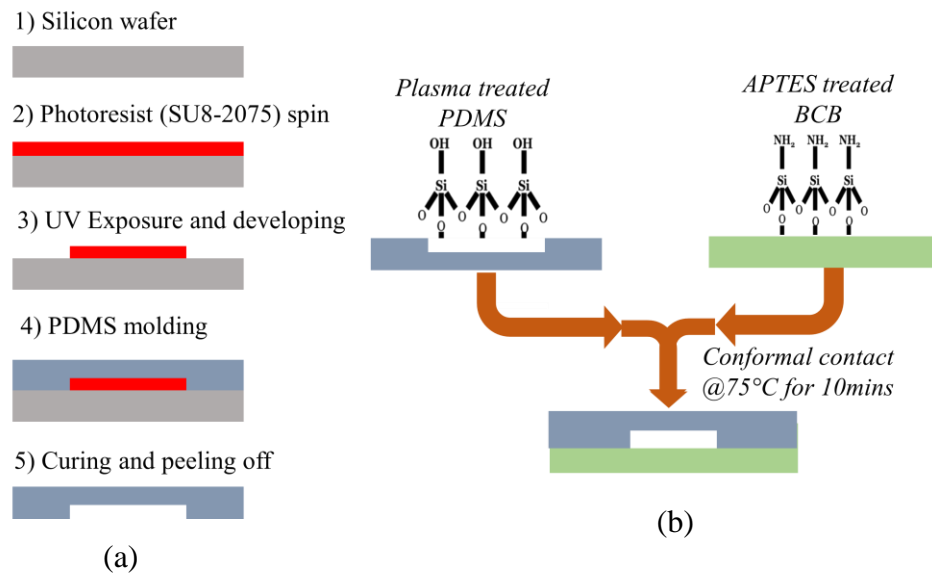 1) Silicon wafer
2) Photoresist (SU8-2075) spin
3) UV Exposure and developing
4) PDMS molding
5) Curing and peeling off
(a)
Plasma treated
PDMS
OH OH OH
Si Si Si
O O O O
O O O
APTES treated
BCB
NH₂ NH₂ NH₂
Si Si Si
O O O O
O O O
Conformal contact
@75°C for 10mins
(b)